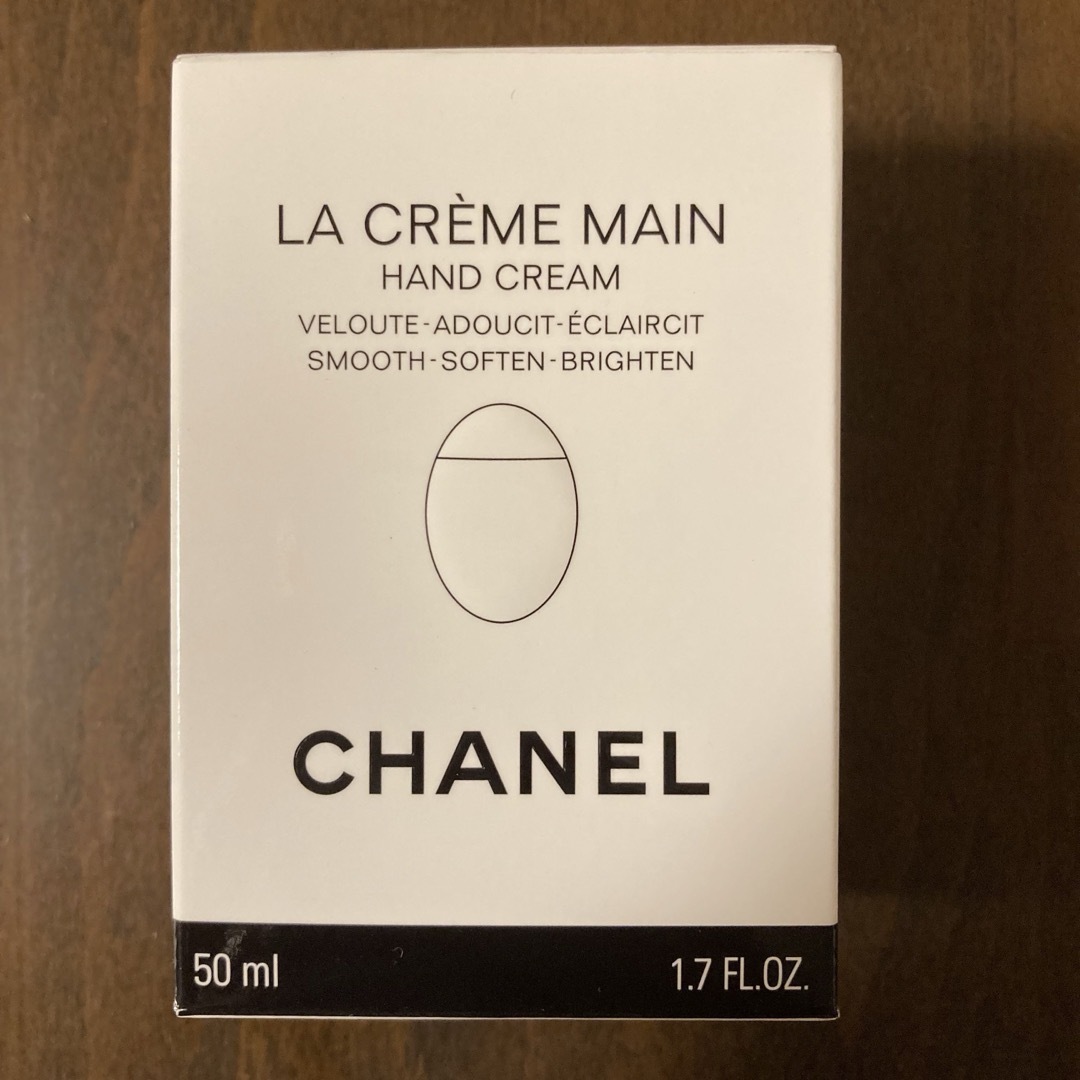 LA CRÈME MAIN
HAND CREAM
VELOUTE-ADOUCIT-ÉCLAIRCIT
SMOOTH-SOFTEN-BRIGHTEN
CHANEL
50 ml 1.7 FL.OZ.